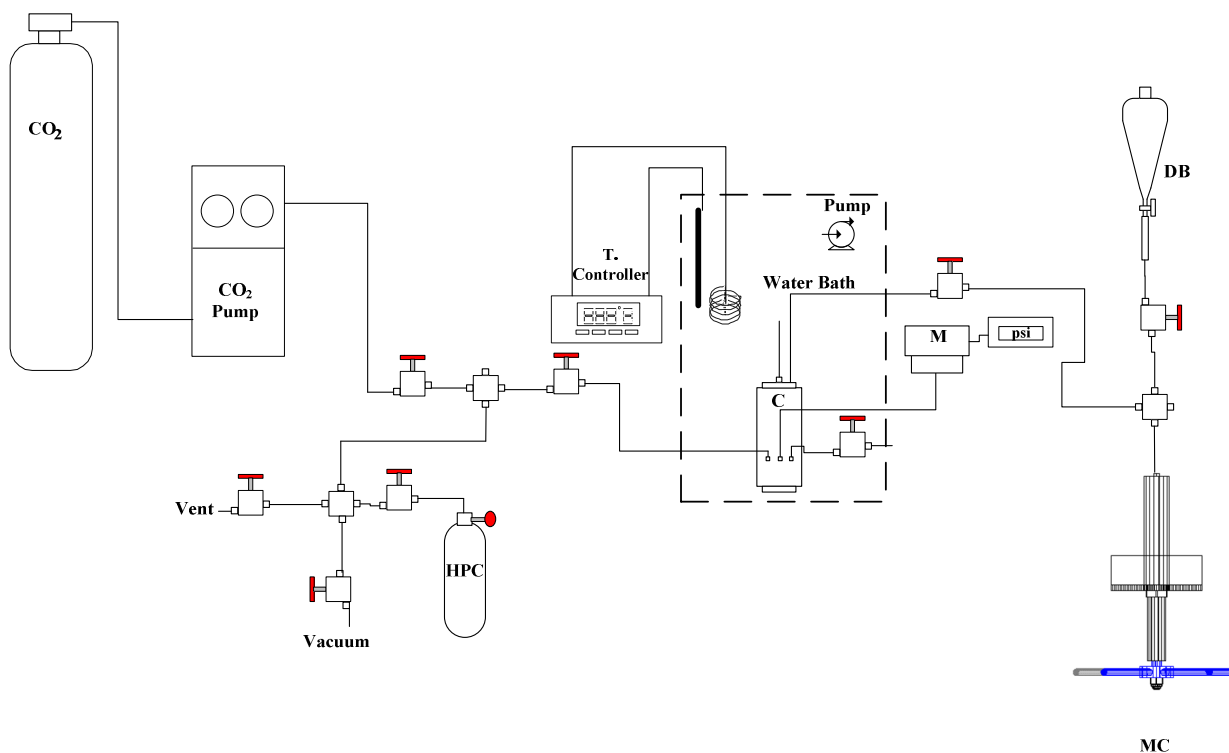 CO2
CO2
Pump
T.
Controller
Pump
Water Bath
M
psi
DB
C
Vent
HPC
Vacuum
MC